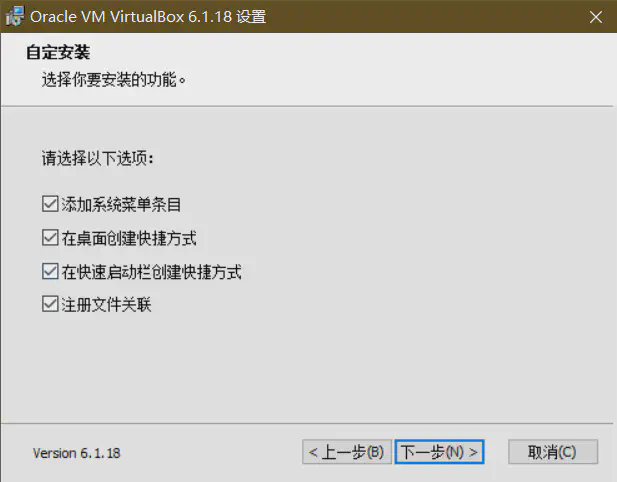 Oracle VM VirtualBox 6.1.18 设置
自定安装
选择你要安装的功能。
请选择以下选项：
添加系统菜单条目
在桌面创建快捷方式
在快速启动栏创建快捷方式
注册文件关联
Version 6.1.18
< 上一步(B)
下一步(N) >
取消(C)